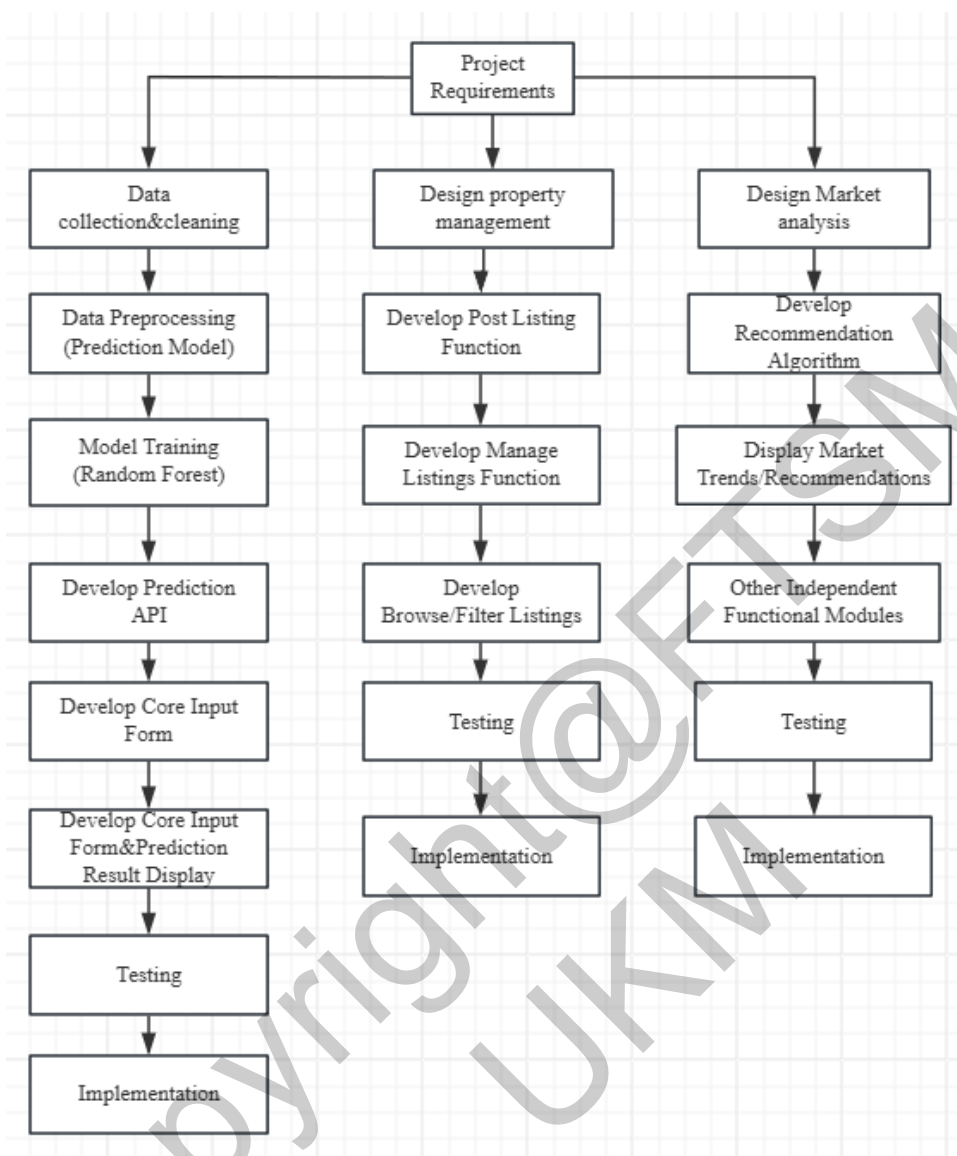 Project
Requirements
Data
collection&cleaning
Data Preprocessing
(Prediction Model)
Model Training
(Random Forest)
Develop Prediction
API
Develop Core Input
Form
Develop Core Input
Form&Prediction
Result Display
Testing
Implementation
Design property
management
Develop Post Listing
Function
Develop Manage
Listings Function
Develop
Browse/Filter Listings
Testing
Implementation
Design Market
analysis
Develop
Recommendation
Algorithm
Display Market
Trends/Recommendations
Other Independent
Functional Modules
Testing
Implementation
pyright@FTSM
UKM